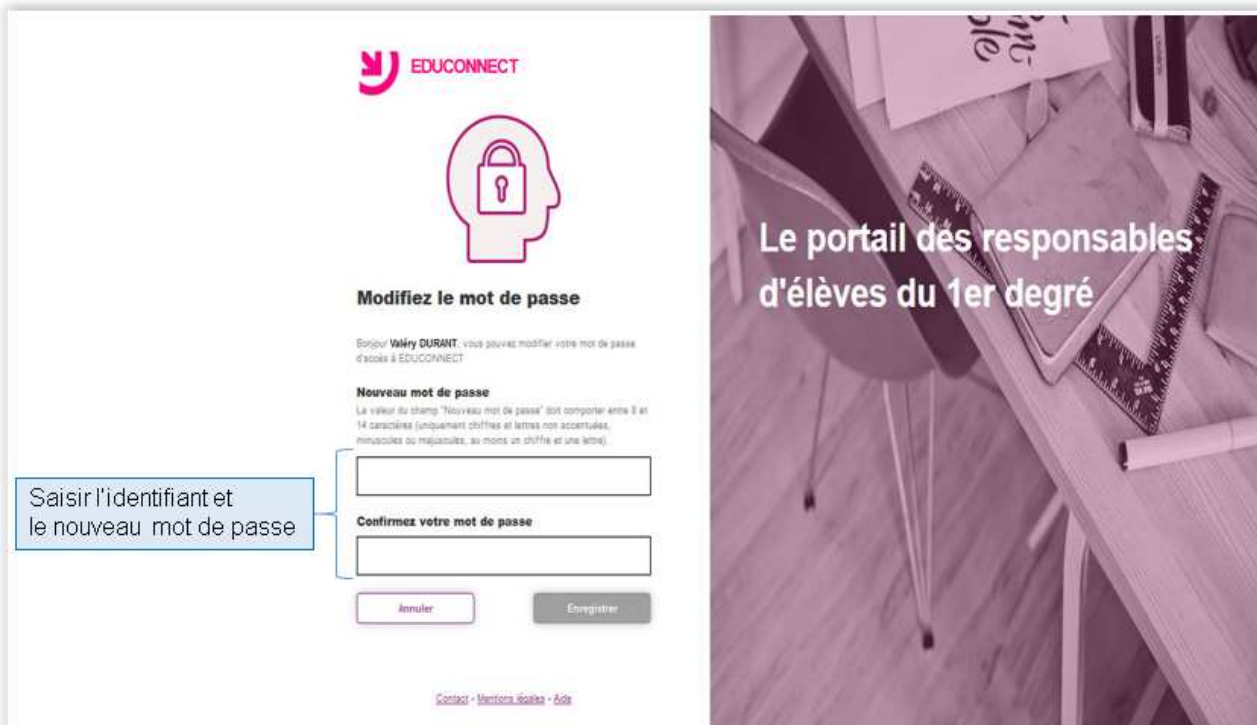 EDUCONNECT
Modifiez le mot de passe
Bonjour Valéry DURANT, vous pouvez modifier votre mot de passe
d'accès à EDUCONNECT
Nouveau mot de passe
La valeur du champ "Nouveau mot de passe" doit comporter entre 8 et
14 caractères (uniquement chiffres et lettres non accentuées,
minuscules ou majuscules, au moins un chiffre et une lettre).
Saisir l'identifiant et
le nouveau mot de passe
Confirmez votre mot de passe
Annuler
Enregistrer
Contact - Mentions légales - Aide
Le portail des responsables
d'élèves du 1er degré